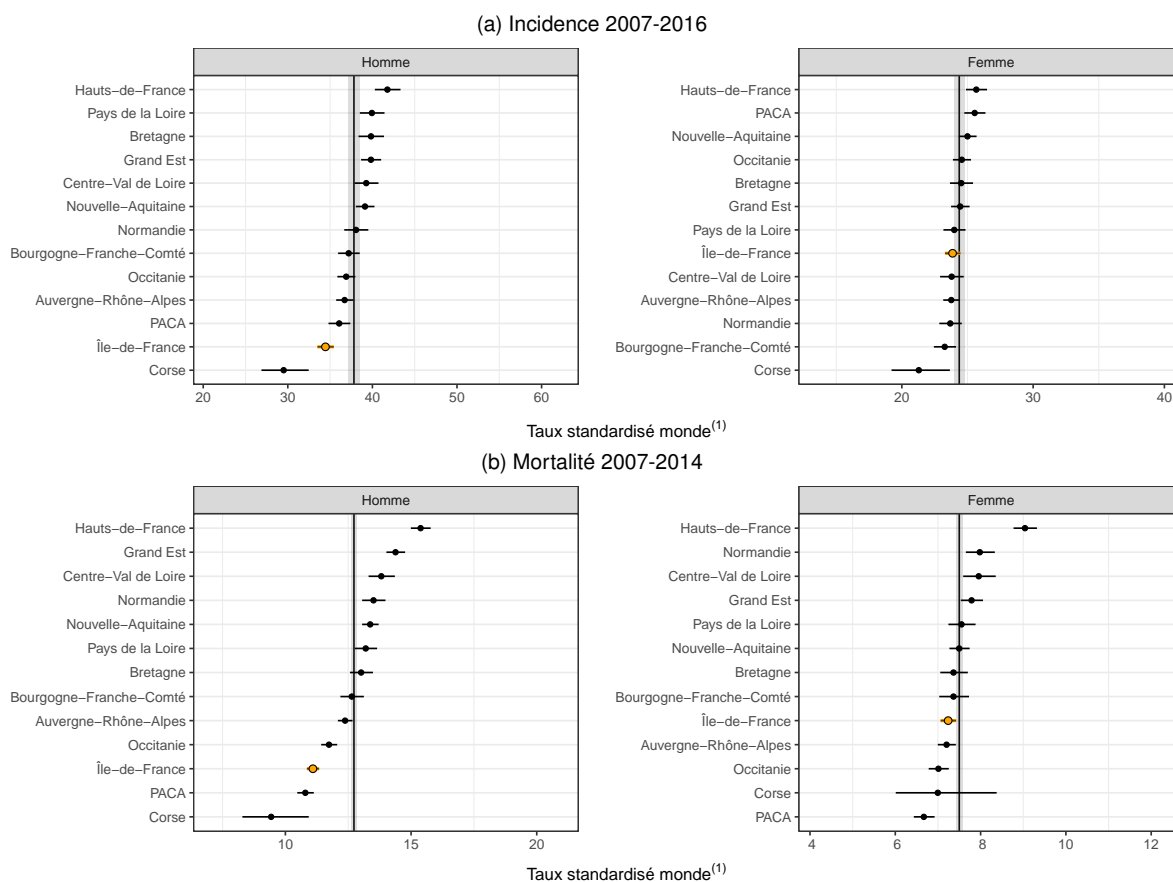 (a) Incidence 2007-2016
Homme
Hauts−de−France
Pays de la Loire
Bretagne
Grand Est
Centre−Val de Loire
Nouvelle−Aquitaine
Normandie
Bourgogne−Franche−Comté
Occitanie
Auvergne−Rhône−Alpes
PACA
Île−de−France
Corse
20 30 40 50 60
Femme
Hauts−de−France
PACA
Nouvelle−Aquitaine
Occitanie
Bretagne
Grand Est
Pays de la Loire
Île−de−France
Centre−Val de Loire
Auvergne−Rhône−Alpes
Normandie
Bourgogne−Franche−Comté
Corse
20 30 40
Taux standardisé monde(1)
(b) Mortalité 2007-2014
Homme
Hauts−de−France
Grand Est
Centre−Val de Loire
Normandie
Nouvelle−Aquitaine
Pays de la Loire
Bretagne
Bourgogne−Franche−Comté
Auvergne−Rhône−Alpes
Occitanie
Île−de−France
PACA
Corse
10 15 20
Femme
Hauts−de−France
Normandie
Centre−Val de Loire
Grand Est
Pays de la Loire
Nouvelle−Aquitaine
Bretagne
Bourgogne−Franche−Comté
Île−de−France
Auvergne−Rhône−Alpes
Occitanie
Corse
PACA
4 6 8 10 12
Taux standardisé monde(1)